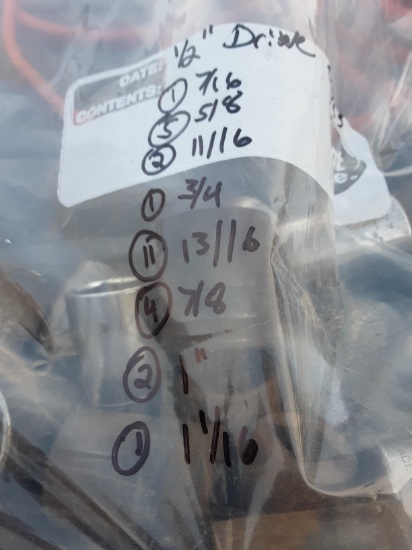 1/2" Drive
DATE:
CONTENTS:
① 7/16
⑤ 5/8
② 11/16
① 3/4
⑪ 13/16
④ 7/8
② 1"
① 1 1/16